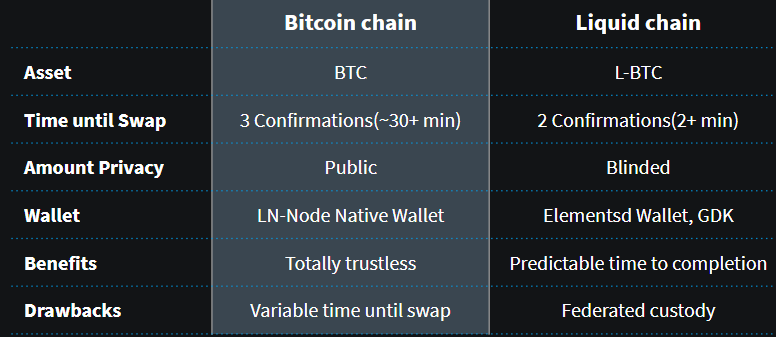 Bitcoin chain Liquid chain
Asset BTC L-BTC
Time until Swap 3 Confirmations(~30+ min) 2 Confirmations(2+ min)
Amount Privacy Public Blinded
Wallet LN-Node Native Wallet Elementsd Wallet, GDK
Benefits Totally trustless Predictable time to completion
Drawbacks Variable time until swap Federated custody